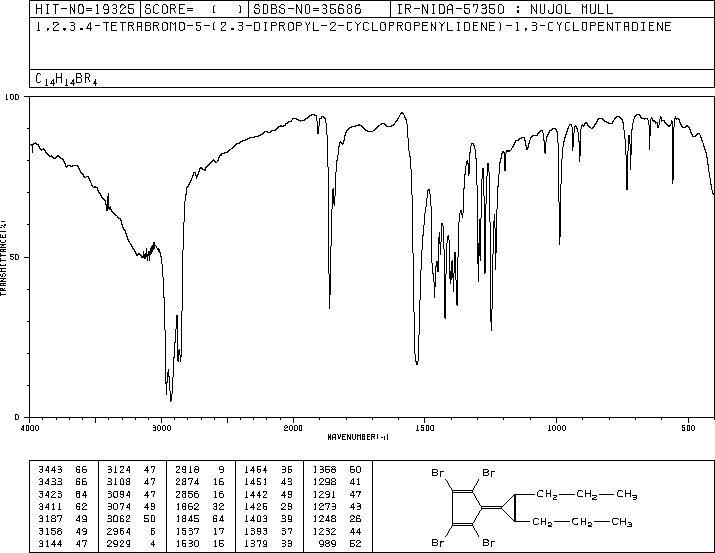 HIT-NO=19325 SCORE= ( ) SDBS-NO=35686 IR-NIDA-57350 : NUJOL MULL
1,2,3,4-TETRABROMO-5-(2,3-DIPROPYL-2-CYCLOPROPENYLIDENE)-1,3-CYCLOPENTADIENE
C14H14BR4
100
50
0
TRANSMITTANCE(%)
4000 3000 2000 1500 1000 500
WAVENUMBER(-1)
3443 66 3124 47 2918 9 1464 36 1368 50
3433 66 3108 47 2874 16 1451 43 1298 41
3423 64 3094 47 2856 16 1442 49 1291 47
3411 62 3074 49 1862 32 1426 29 1273 43
3187 49 3062 50 1845 64 1403 39 1248 26
3158 49 2954 6 1537 17 1393 37 1232 44
3144 47 2929 4 1530 16 1379 33 989 52
Br Br
CH2-CH2-CH3
CH2-CH2-CH3
Br Br